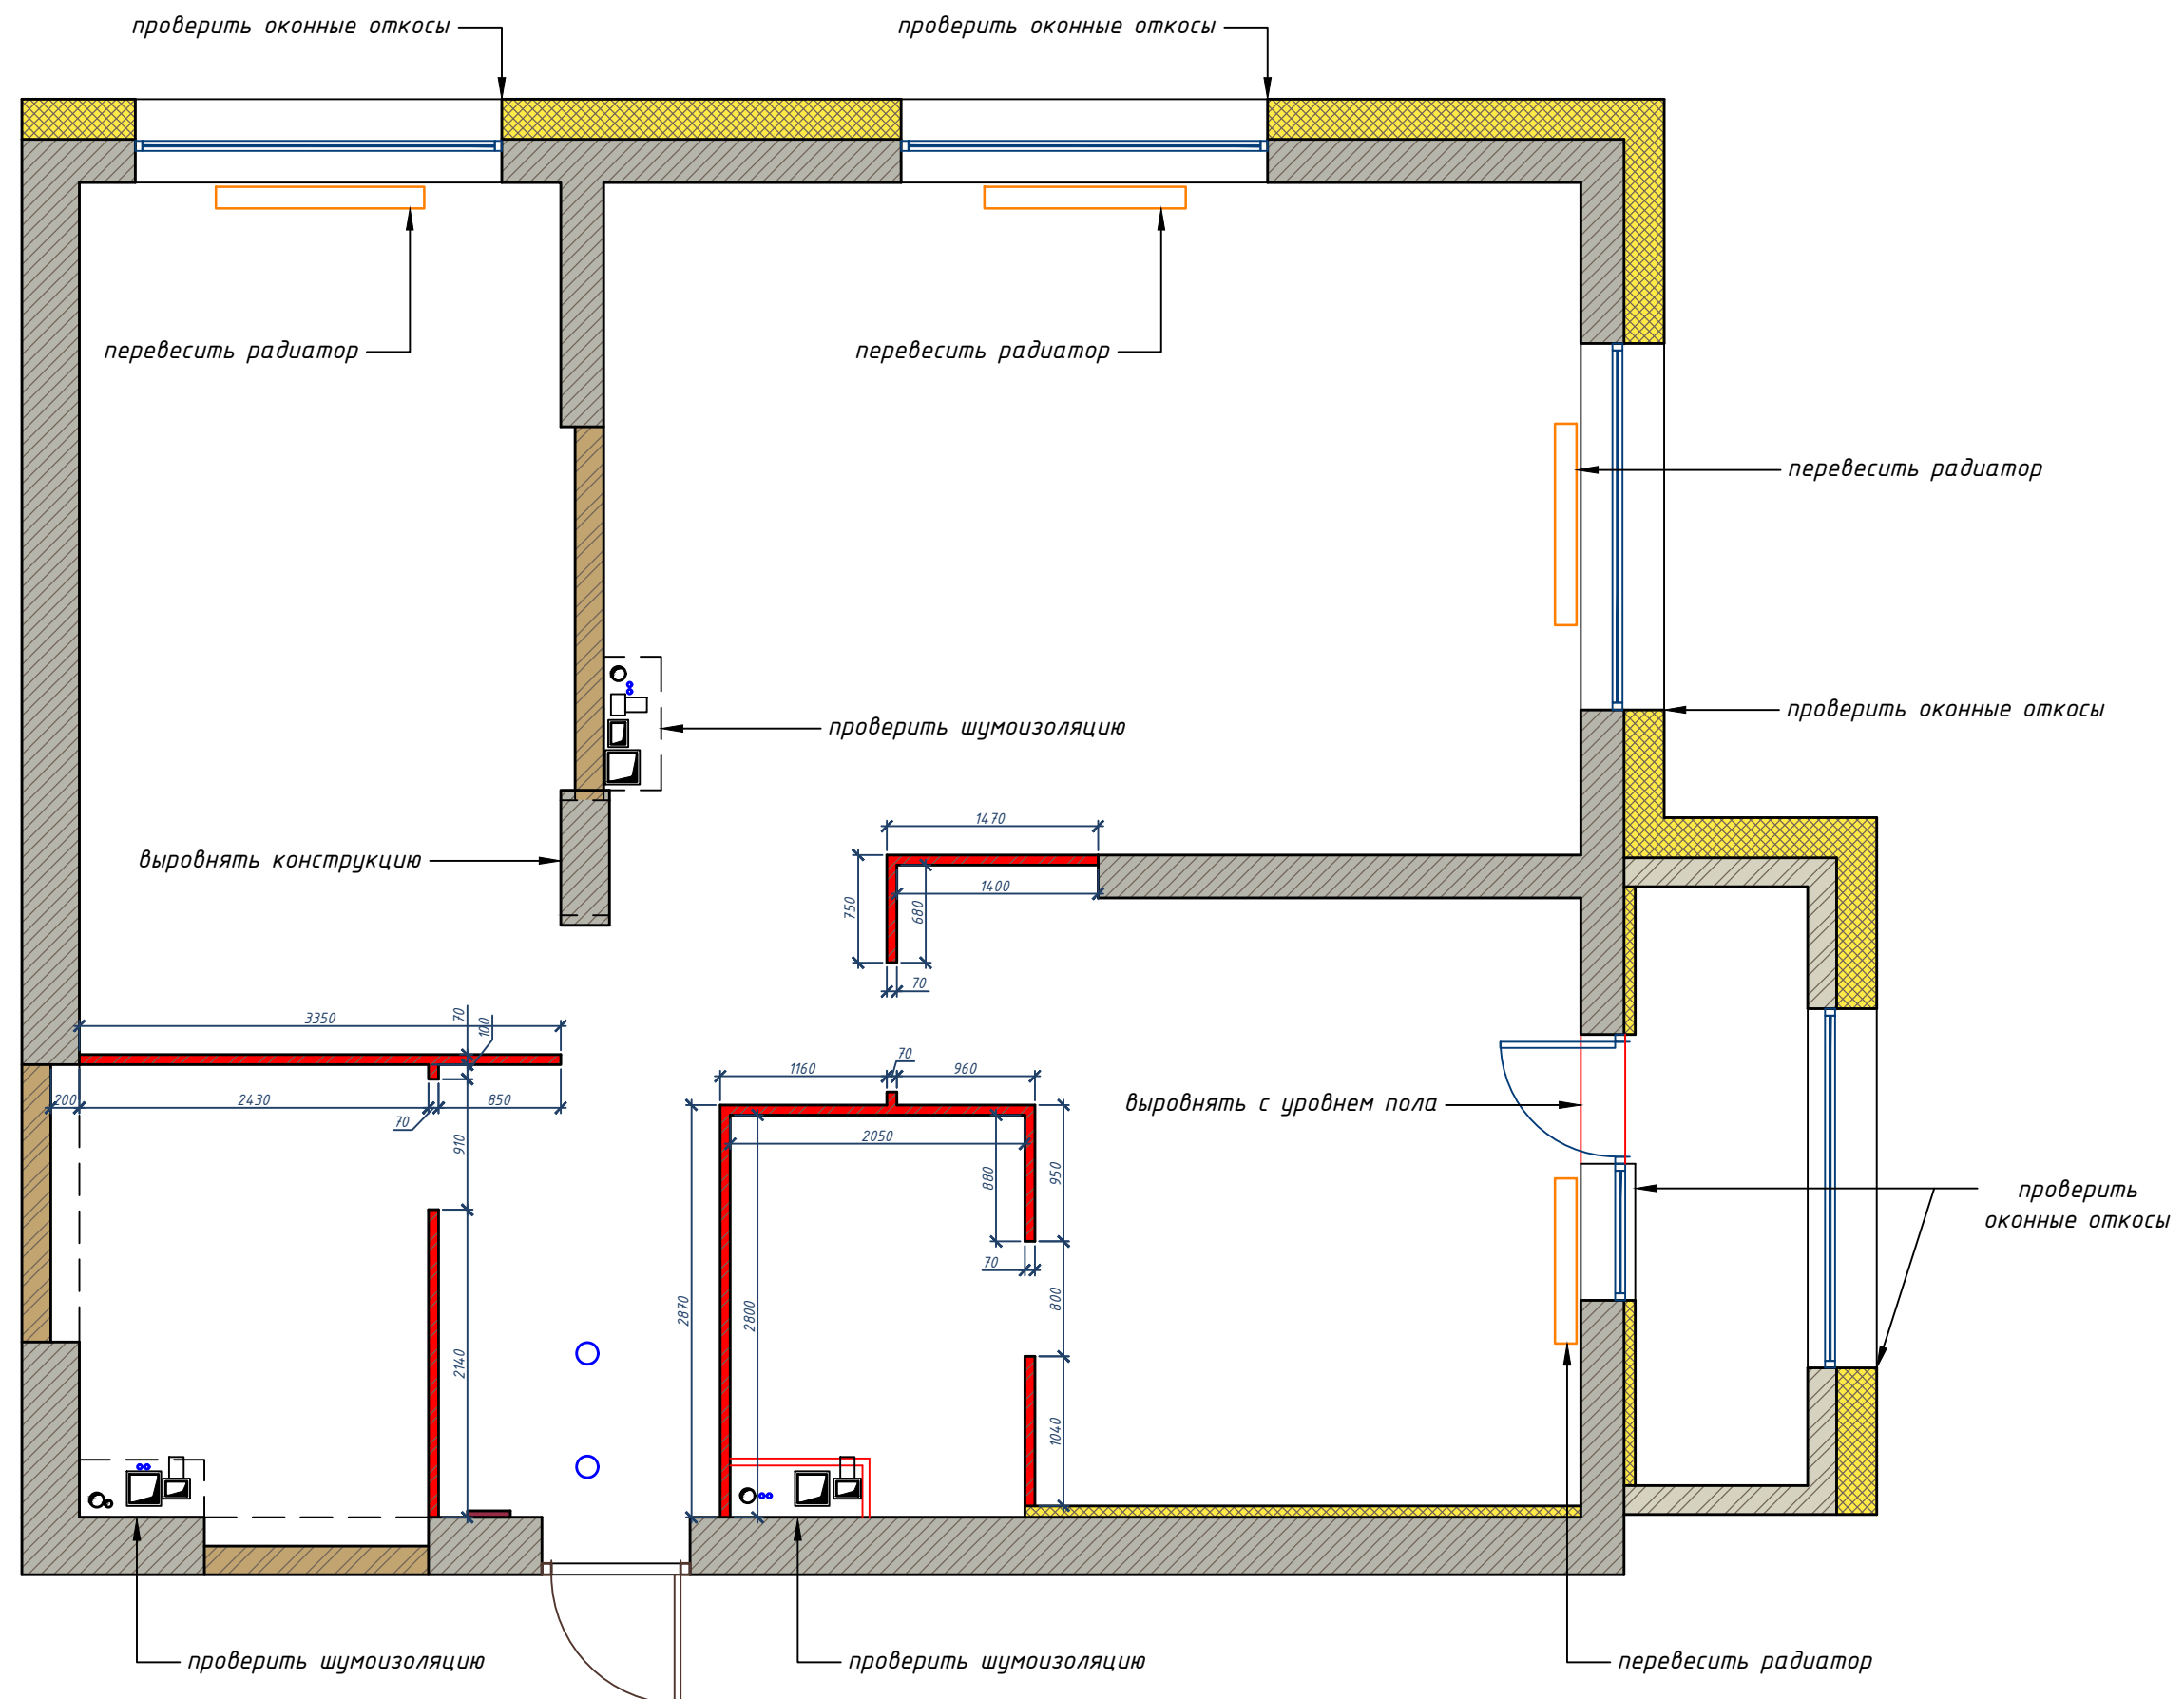 проверить оконные откосы
проверить оконные откосы
перевесить радиатор
перевесить радиатор
перевесить радиатор
проверить оконные откосы
проверить шумоизоляцию
1470
выровнять конструкцию
1400
750
680
70
3350
70
100
70
1160
960
200
2430
850
70
выровнять с уровнем пола
910
2050
880
950
проверить
оконные откосы
70
2870
2800
800
2140
1040
проверить шумоизоляцию
проверить шумоизоляцию
перевесить радиатор